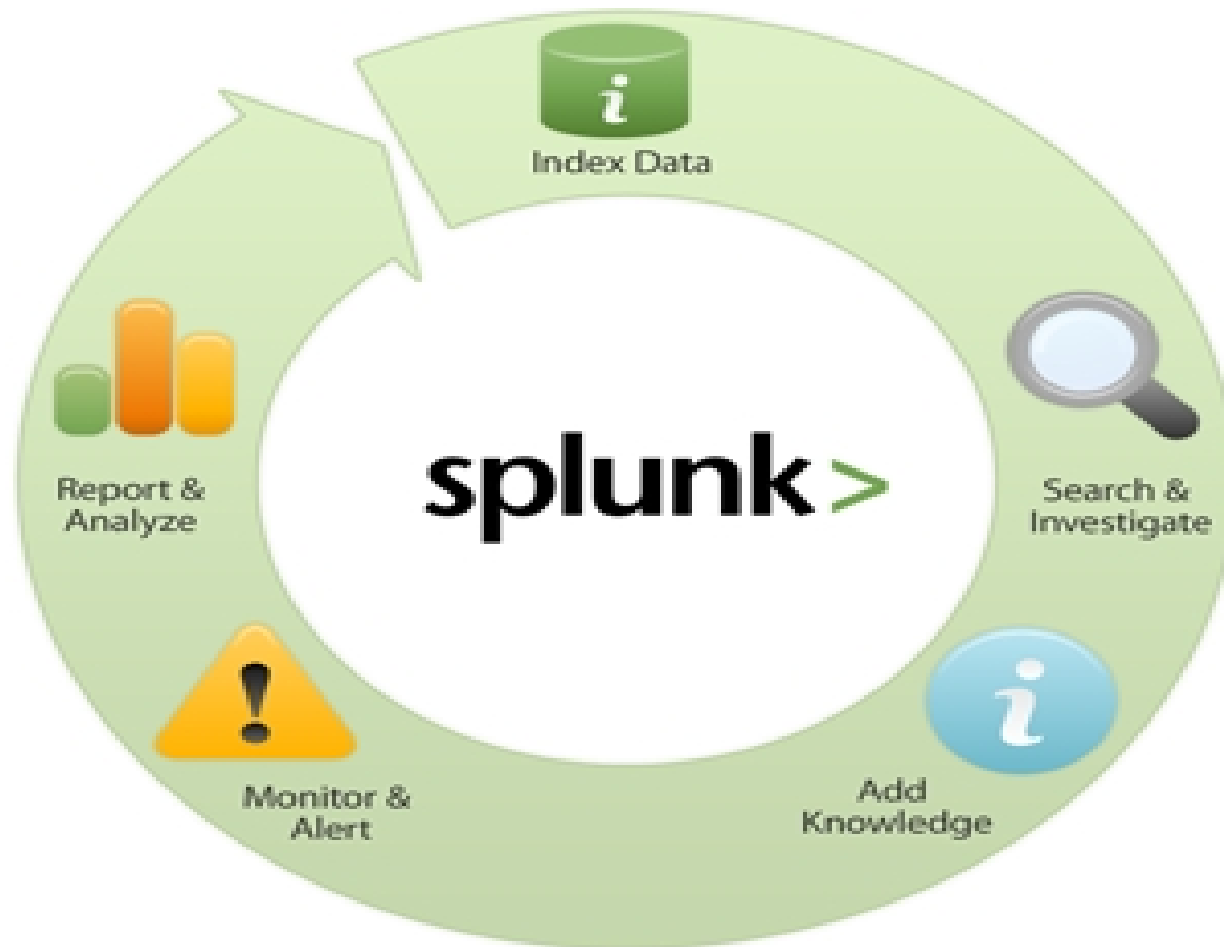 i
Index Data
Search &
Investigate
i
Add
Knowledge
!
Monitor &
Alert
Report &
Analyze
splunk>